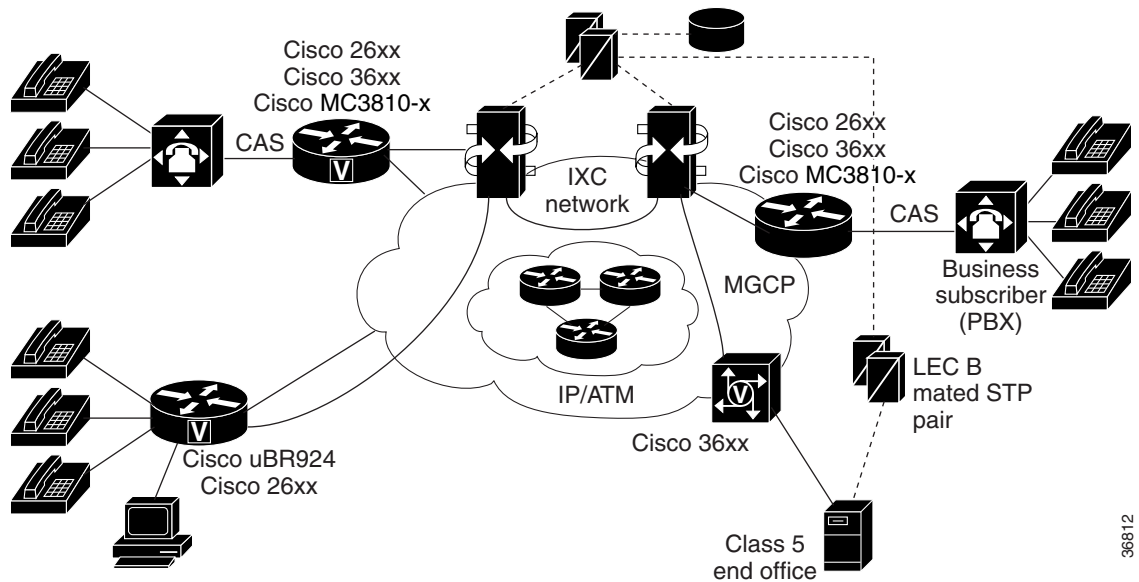 Cisco 26xx
Cisco 36xx
Cisco MC3810-x
CAS
V
IXC
network
Cisco 26xx
Cisco 36xx
Cisco MC3810-x
CAS
Business
subscriber
(PBX)
MGCP
IP/ATM
V
Cisco 36xx
LEC B
mated STP
pair
V
Cisco uBR924
Cisco 26xx
Class 5
end office
36812